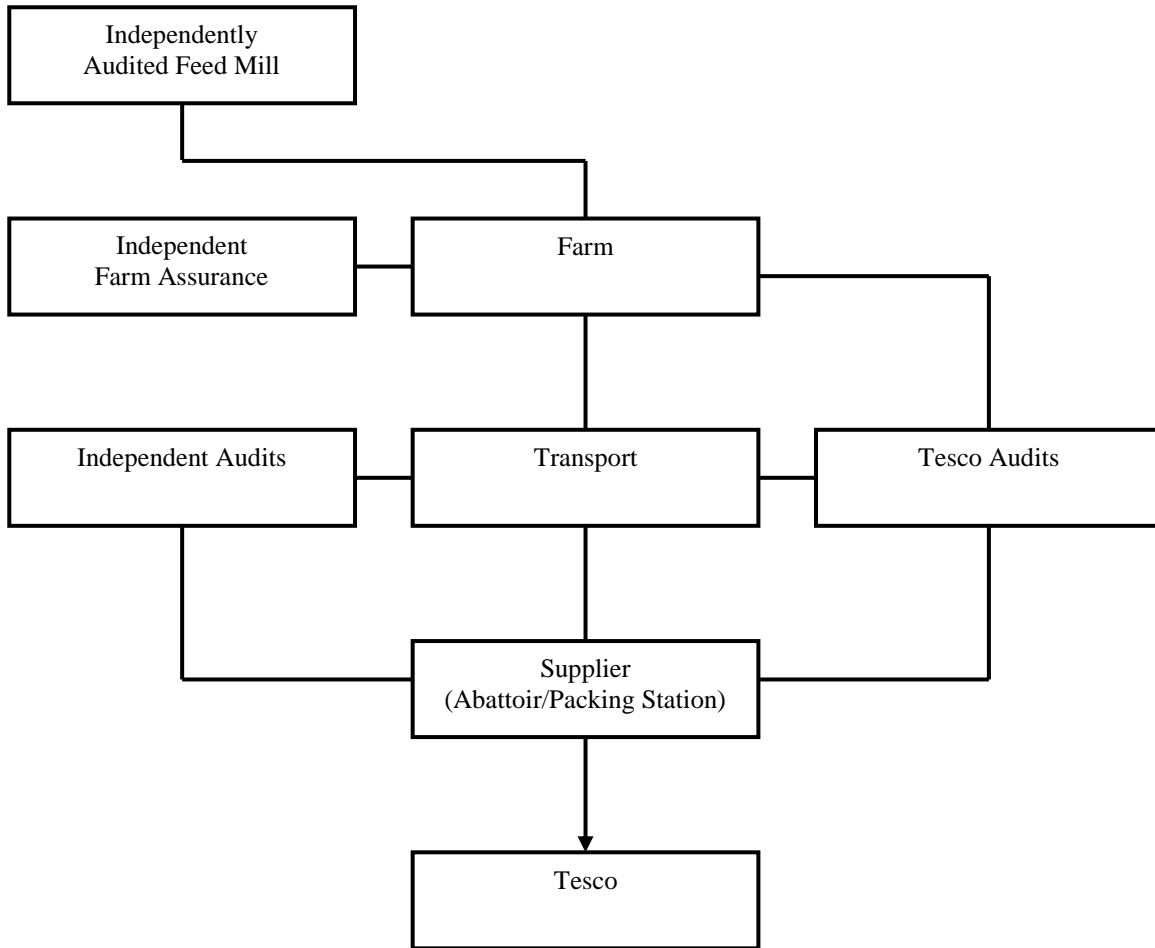 Independently
Audited Feed Mill
Independent
Farm Assurance
Farm
Independent Audits
Transport
Tesco Audits
Supplier
(Abattoir/Packing Station)
Tesco